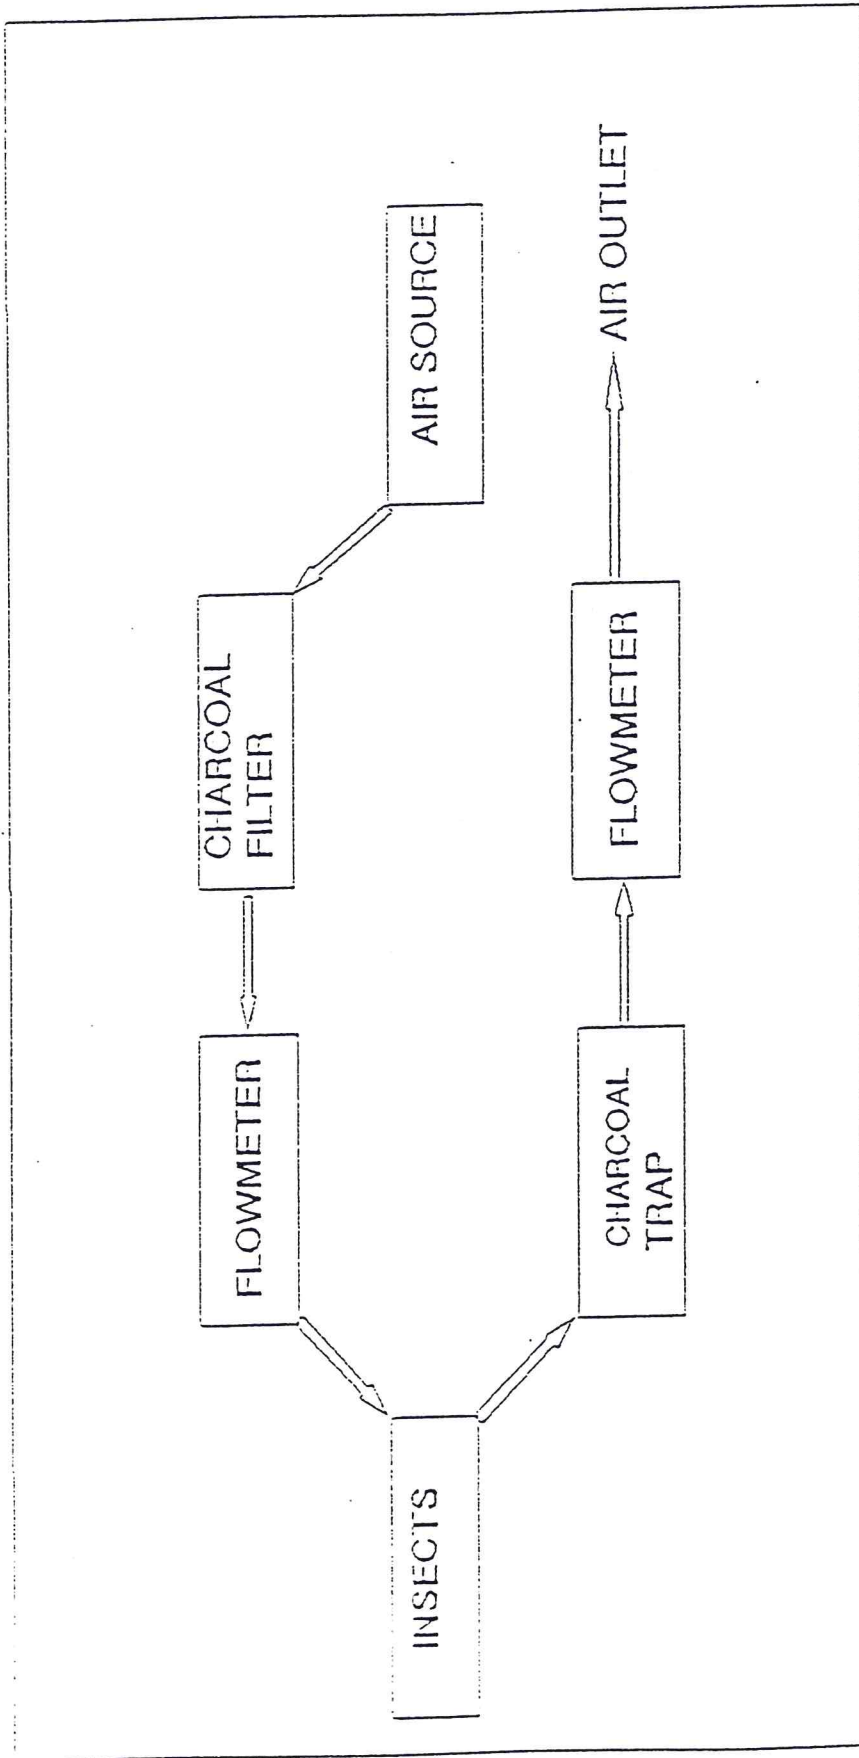 AIR SOURCE
CHARCOAL
FILTER
FLOWMETER
INSECTS
CHARCOAL
TRAP
FLOWMETER
AIR OUTLET